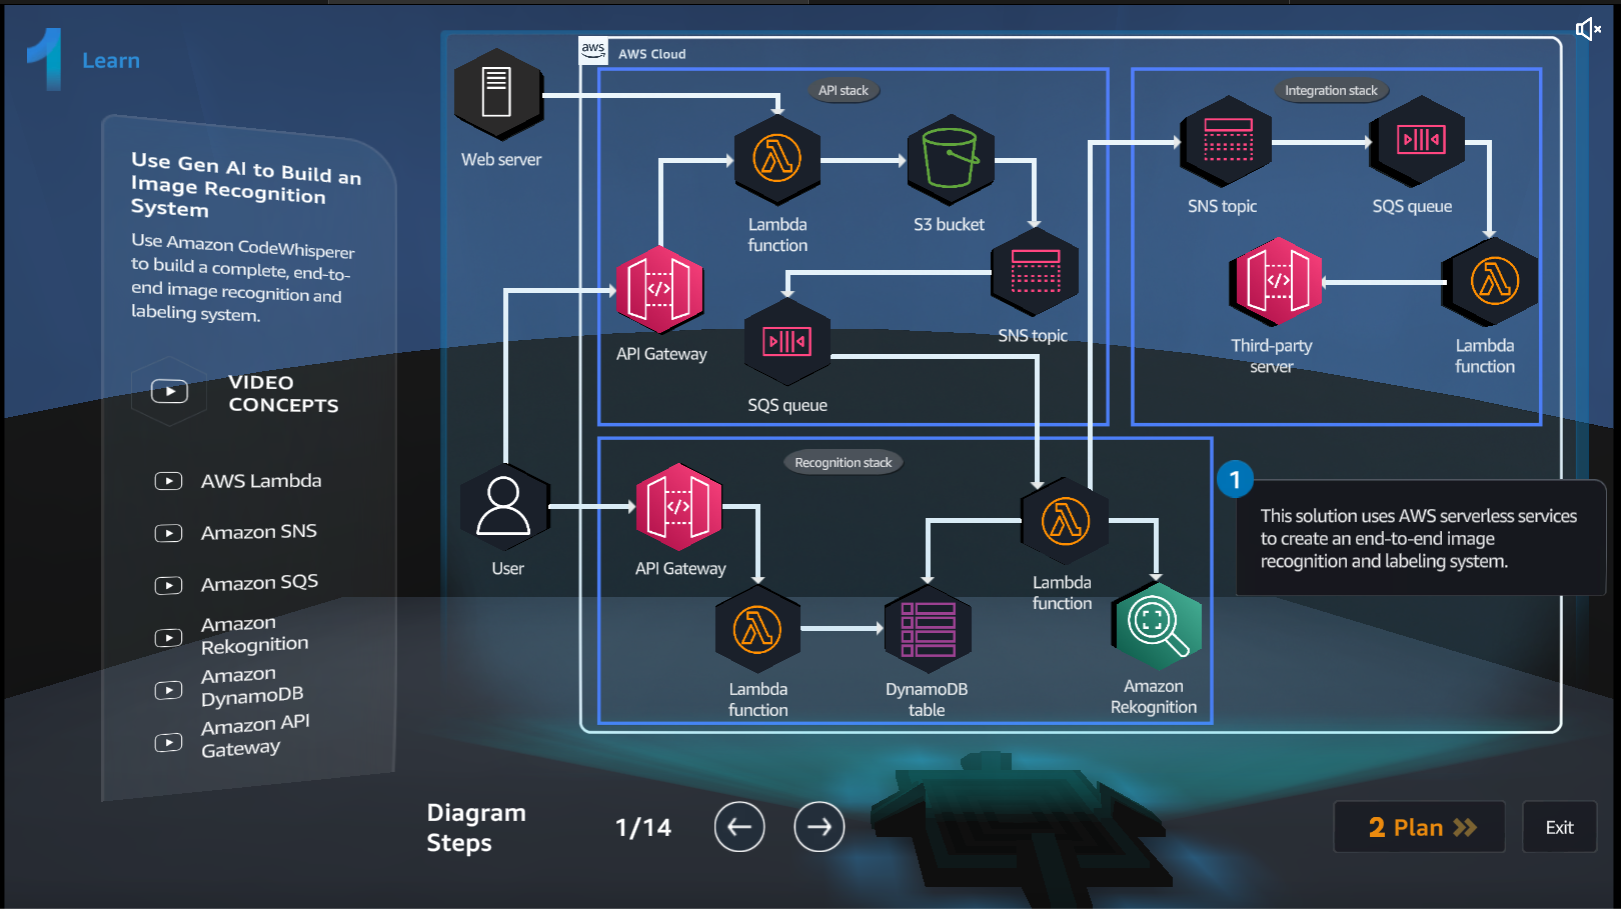 1 Learn
Use Gen AI to Build an
Image Recognition
System
Use Amazon CodeWhisperer
to build a complete, end-to-
end image recognition and
labeling system.
VIDEO
CONCEPTS
AWS Lambda
Amazon SNS
Amazon SQS
Amazon
Rekognition
Amazon
DynamoDB
Amazon API
Gateway
Web server
User
aws
AWS Cloud
API stack
Lambda
function
S3 bucket
</>
API Gateway
SNS topic
SQS queue
Integration stack
SNS topic
SQS queue
</>
Third-party
server
Lambda
function
Recognition stack
</>
API Gateway
Lambda
function
DynamoDB
table
Lambda
function
Amazon
Rekognition
1
This solution uses AWS serverless services
to create an end-to-end image
recognition and labeling system.
Diagram
Steps
1/14
2 Plan
Exit